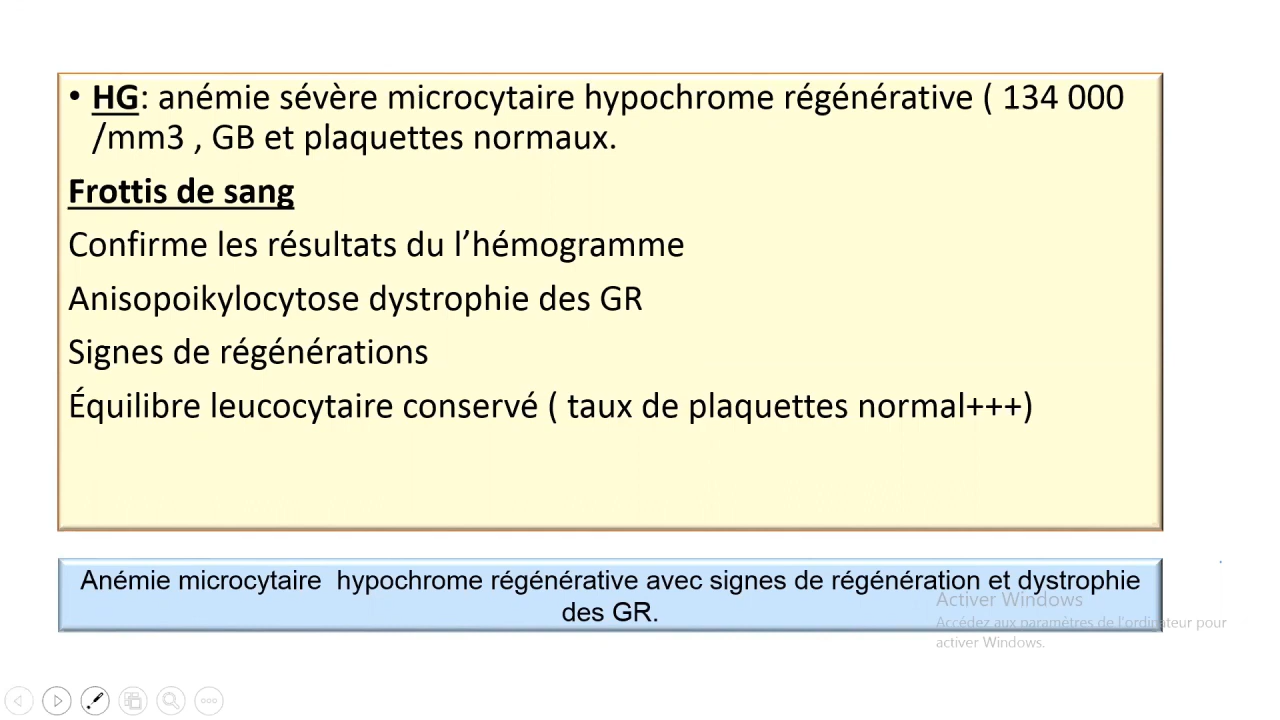 • HG: anémie sévère microcytaire hypochrome régénérative ( 134 000
/mm3 , GB et plaquettes normaux.
Frottis de sang
Confirme les résultats du l’hémogramme
Anisopoikylocytose dystrophie des GR
Signes de régénérations
Équilibre leucocytaire conservé ( taux de plaquettes normal+++)
Anémie microcytaire  hypochrome régénérative avec signes de régénération et dystrophie
des GR.
Activer Windows
Accédez aux paramètres de l'ordinateur pour
activer Windows.